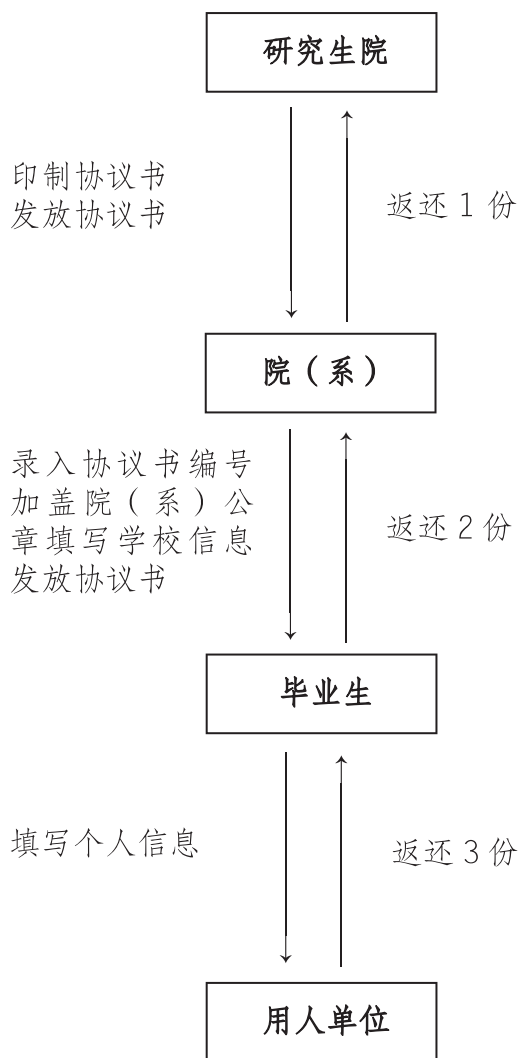 研究生院
印制协议书
发放协议书
返还 1 份
院（系）
录入协议书编号
加盖院（系）公
章填写学校信息
发放协议书
返还 2 份
毕业生
填写个人信息
返还 3 份
用人单位